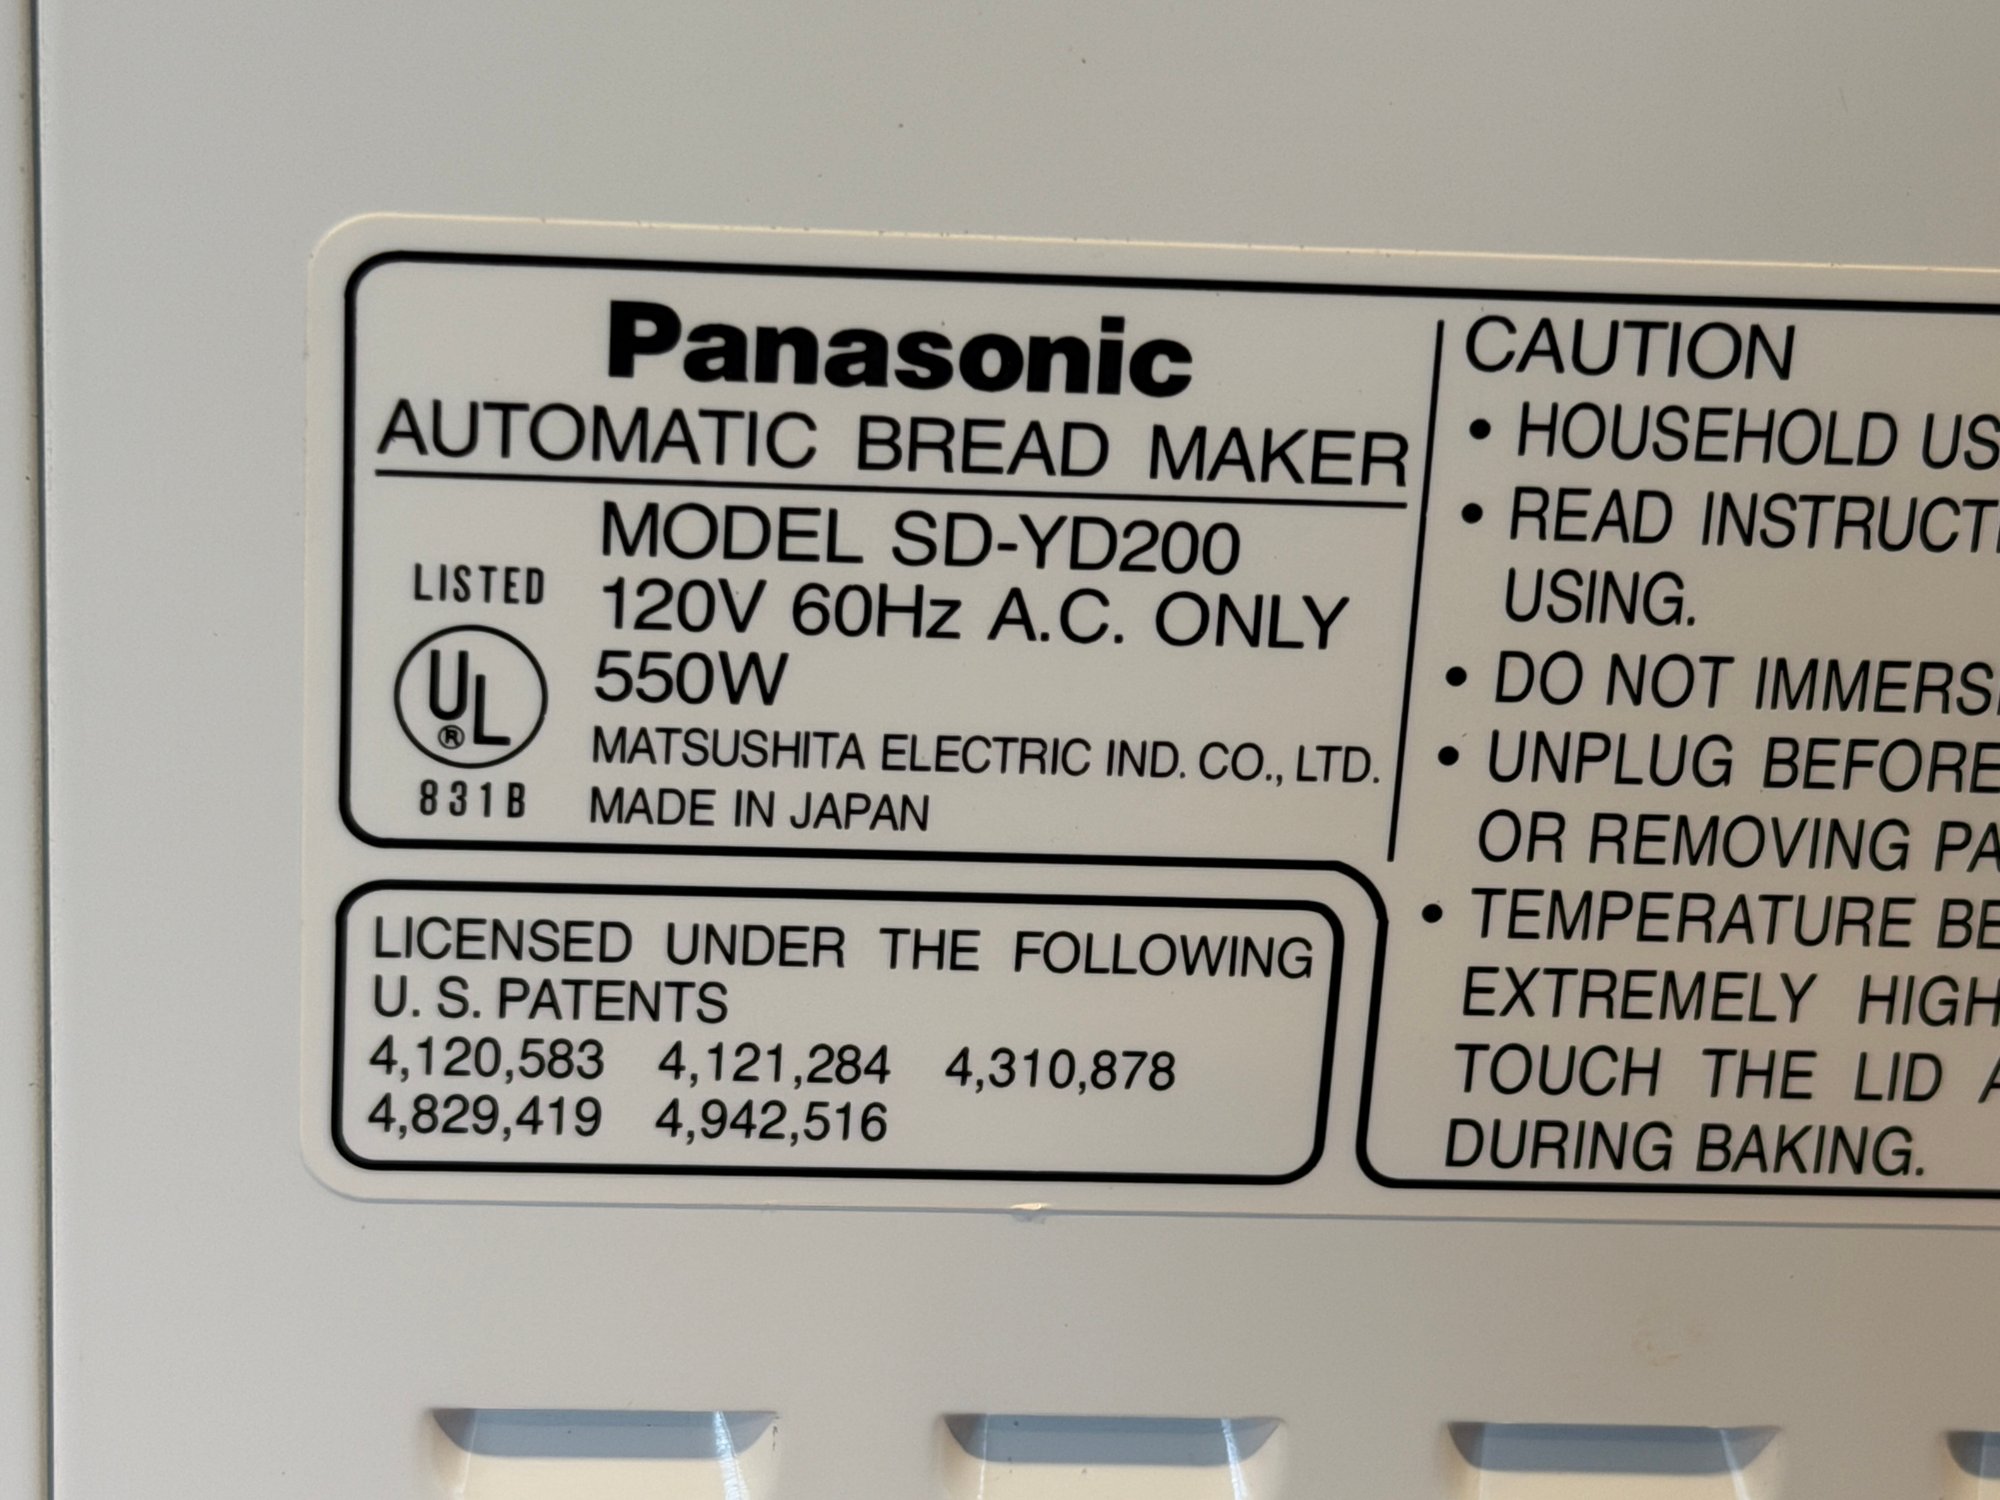 Panasonic
AUTOMATIC BREAD MAKER
MODEL SD-YD200
120V 60Hz A.C. ONLY
550W
MATSUSHITA ELECTRIC IND. CO., LTD.
MADE IN JAPAN
LISTED
UL
®
831B
LICENSED UNDER THE FOLLOWING
U. S. PATENTS
4,120,583 4,121,284 4,310,878
4,829,419 4,942,516
CAUTION
• HOUSEHOLD
• READ
USING.
• DO NOT
• UNPLUG BEFORE
OR REMOVING
• TEMPERATURE
EXTREMELY HIGH
TOUCH THE LID
DURING BAKING.